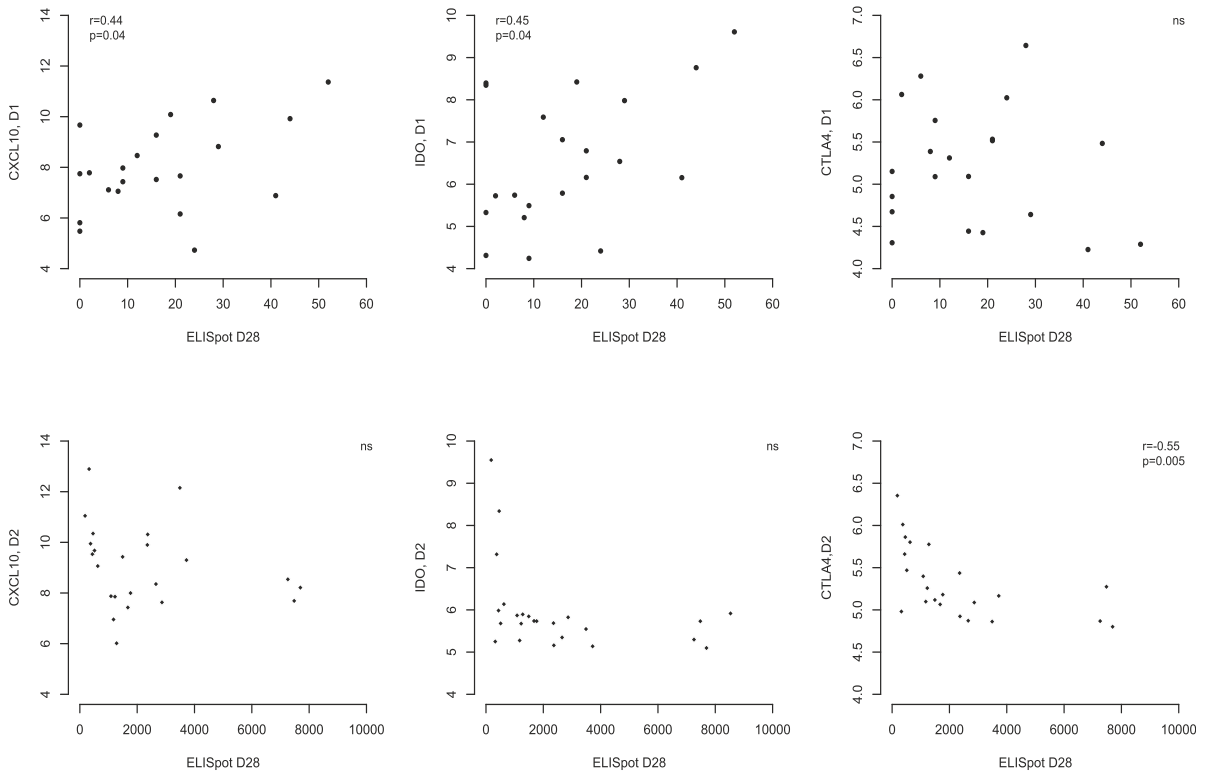 r=0.44
p=0.04
14
12
10
8
6
4
CXCL10, D1
0 10 20 30 40 50 60
ELISpot D28
r=0.45
p=0.04
10
9
8
7
6
5
4
IDO, D1
0 10 20 30 40 50 60
ELISpot D28
ns
7.0
6.5
6.0
5.5
5.0
4.5
4.0
CTLA4, D1
0 10 20 30 40 50 60
ELISpot D28
ns
14
12
10
8
6
4
CXCL10, D2
0 2000 4000 6000 8000 10000
ELISpot D28
ns
10
9
8
7
6
5
4
IDO, D2
0 2000 4000 6000 8000 10000
ELISpot D28
r=-0.55
p=0.005
7.0
6.5
6.0
5.5
5.0
4.5
4.0
CTLA4,D2
0 2000 4000 6000 8000 10000
ELISpot D28